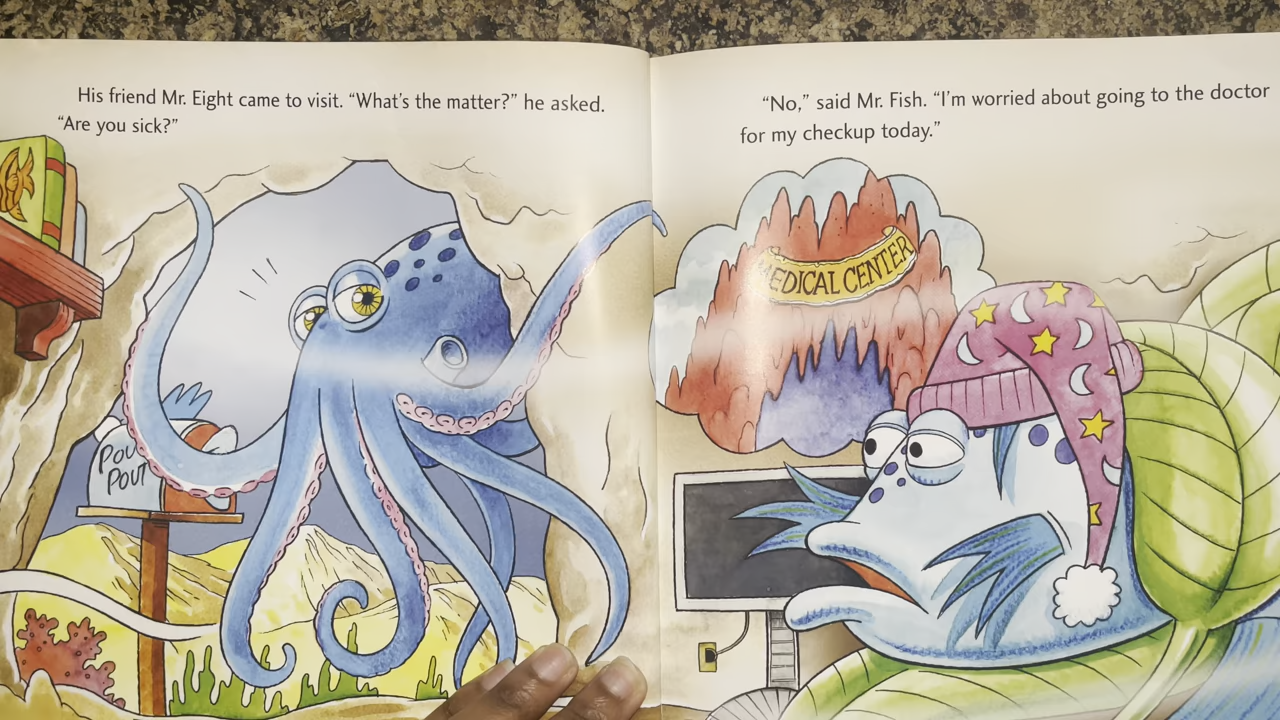 His friend Mr. Eight came to visit. “What’s the matter?” he asked.
“Are you sick?”
POUT
“No,” said Mr. Fish. “I’m worried about going to the doctor
for my checkup today.”
MEDICAL CENTER